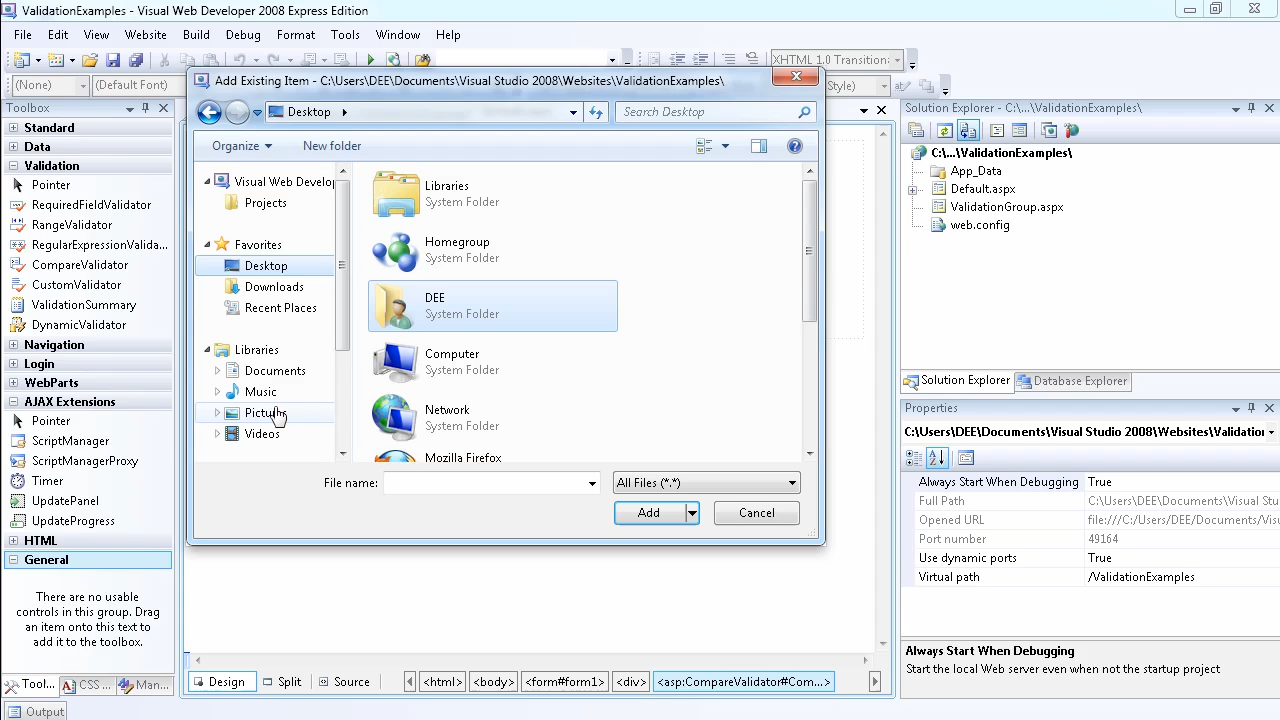 ValidationExamples - Visual Web Developer 2008 Express Edition
File Edit View Website Build Debug Format Tools Window Help
XHTML 1.0 Transition:
(None) (Default Font) Style)
Add Existing Item - C:\Users\DEE\Documents\Visual Studio 2008\Websites\ValidationExamples\
Desktop
Search Desktop
Organize New folder
Visual Web Develop
Projects
Favorites
Desktop
Downloads
Recent Places
Libraries
Documents
Music
Pictures
Videos
Libraries
System Folder
Homegroup
System Folder
DEE
System Folder
Computer
System Folder
Network
System Folder
Mozilla Firefox
File name:
All Files (*.*)
Add Cancel
Toolbox
Standard
Data
Validation
Pointer
RequiredFieldValidator
RangeValidator
RegularExpressionValida...
CompareValidator
CustomValidator
ValidationSummary
DynamicValidator
Navigation
Login
WebParts
AJAX Extensions
Pointer
ScriptManager
ScriptManagerProxy
Timer
UpdatePanel
UpdateProgress
HTML
General
There are no usable
controls in this group. Drag
an item onto this text to
add it to the toolbox.
Tool... CSS ... Man...
Design Split Source <html> <body> <form#form1> <div> <asp:CompareValidator#Com...>
Output
Solution Explorer - C:\...\ValidationExamples\
C:\...\ValidationExamples\
App_Data
Default.aspx
ValidationGroup.aspx
web.config
Solution Explorer Database Explorer
Properties
C:\Users\DEE\Documents\Visual Studio 2008\Websites\Validation
Always Start When Debugging True
Full Path C:\Users\DEE\Documents\Visual Stud
Opened URL file:///C:/Users/DEE/Documents/Vis
Port number 49164
Use dynamic ports True
Virtual path /ValidationExamples
Always Start When Debugging
Start the local Web server even when not the startup project